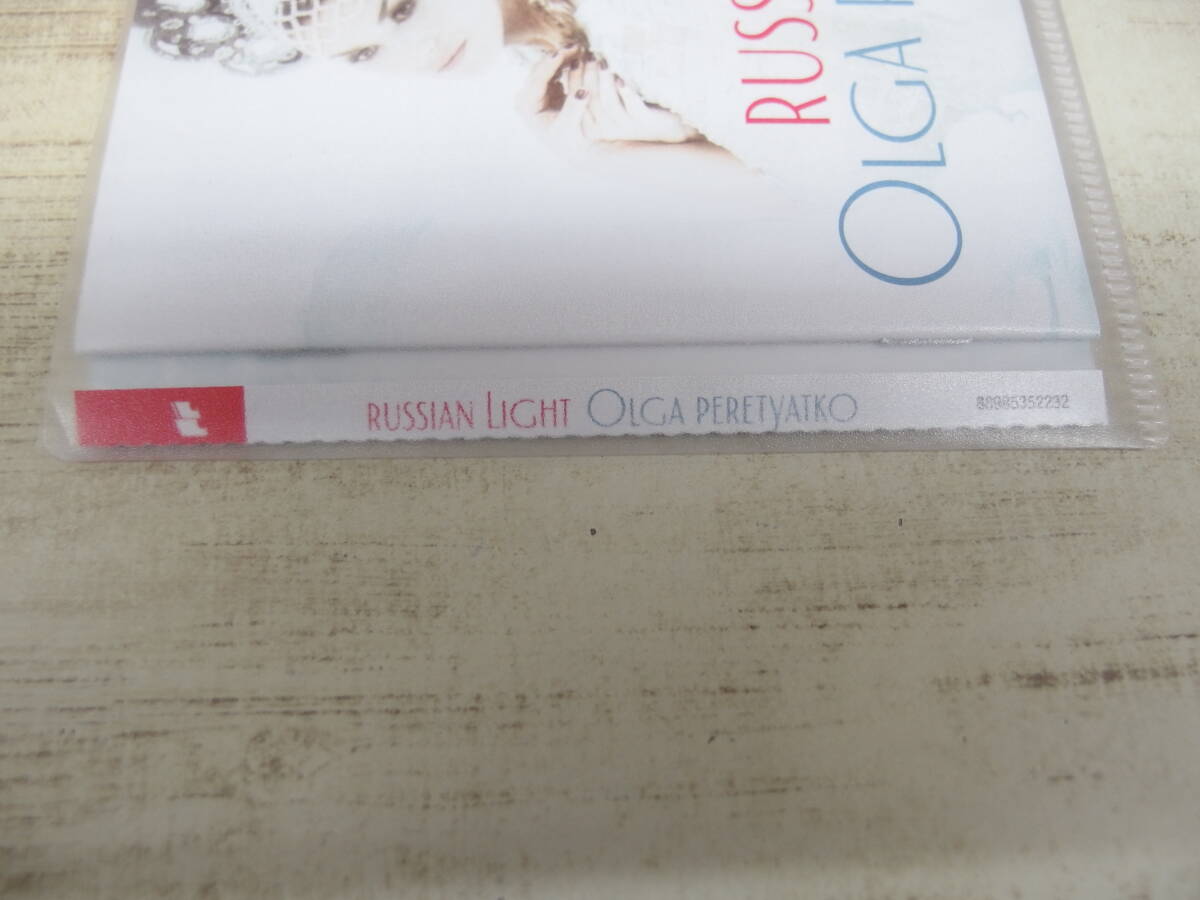 RUSS
OLGA
RUSSIAN LIGHT OLGA PERETYATKO 88985352232